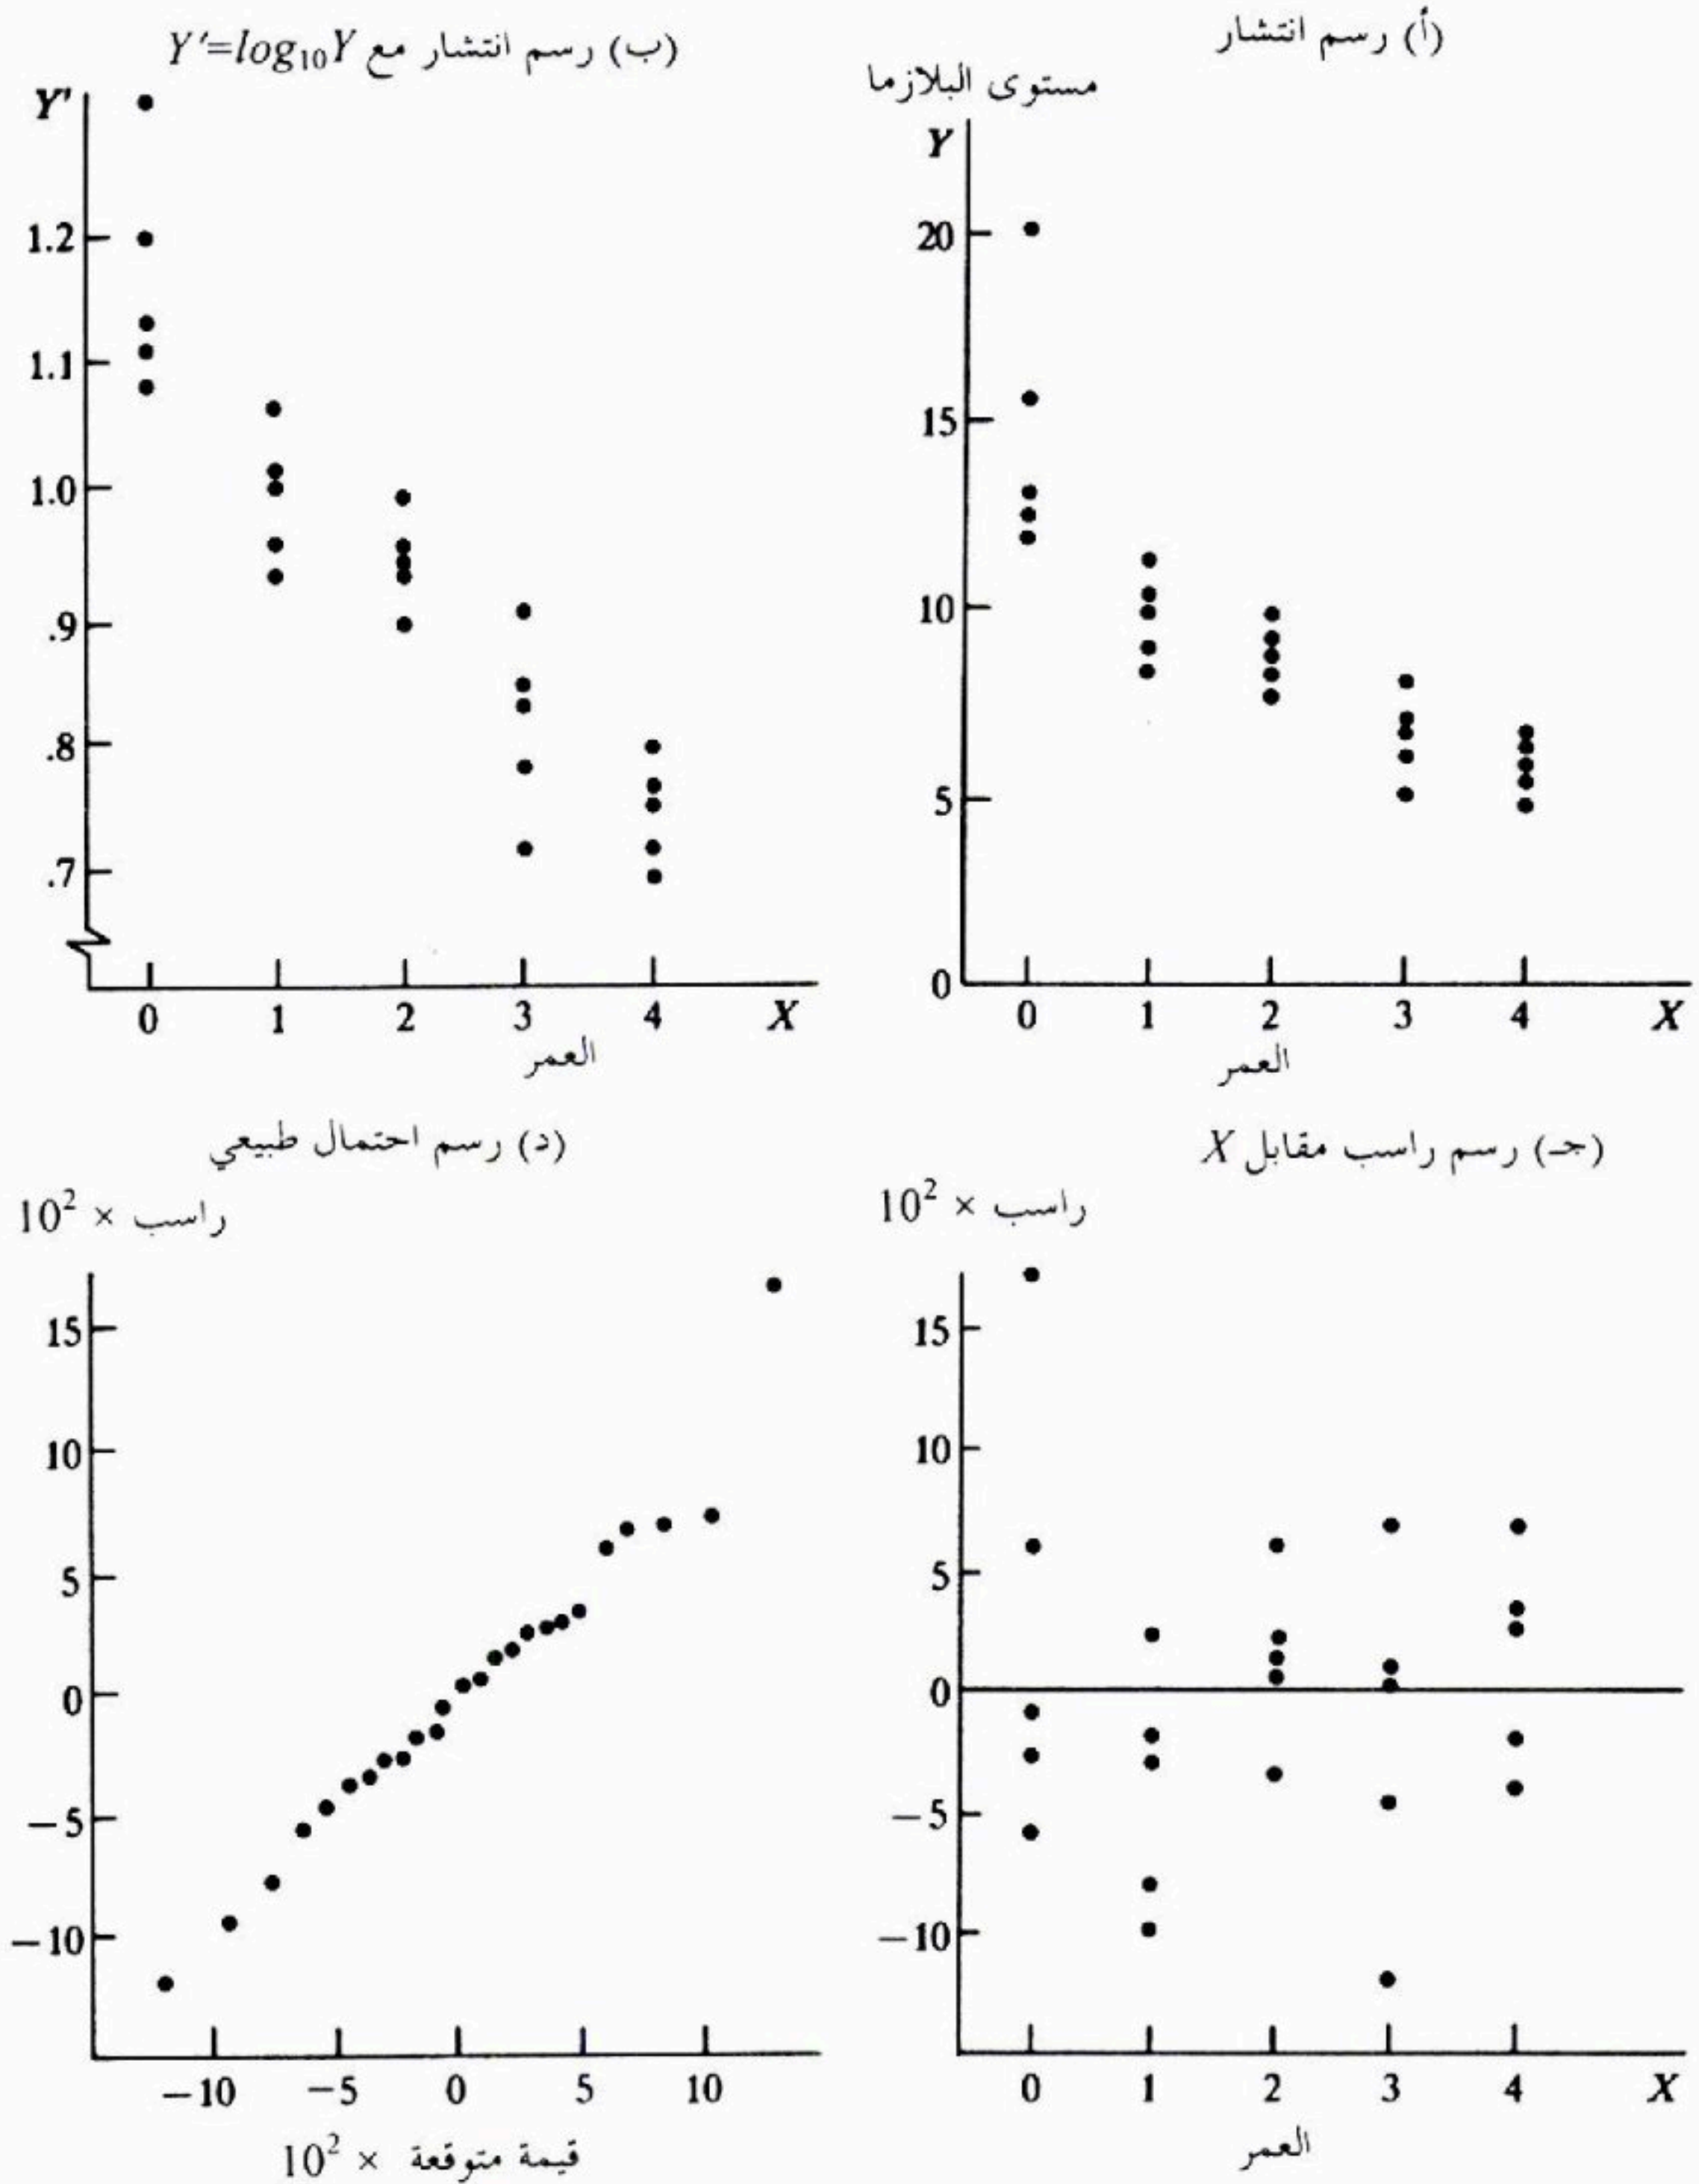 (أ) رسم انتشار
مستوى البلازما
Y
20
15
10
5
0
0 1 2 3 4 X
العمر
(ب) رسم انتشار مع Y'=log₁₀Y
Y'
1.2
1.1
1.0
.9
.8
.7
0 1 2 3 4 X
العمر
(جـ) رسم راسب مقابل X
راسب × 10²
15
10
5
0
−5
−10
0 1 2 3 4 X
العمر
(د) رسم احتمال طبيعي
راسب × 10²
15
10
5
0
−5
−10
−10 −5 0 5 10
قيمة متوقعة × 10²